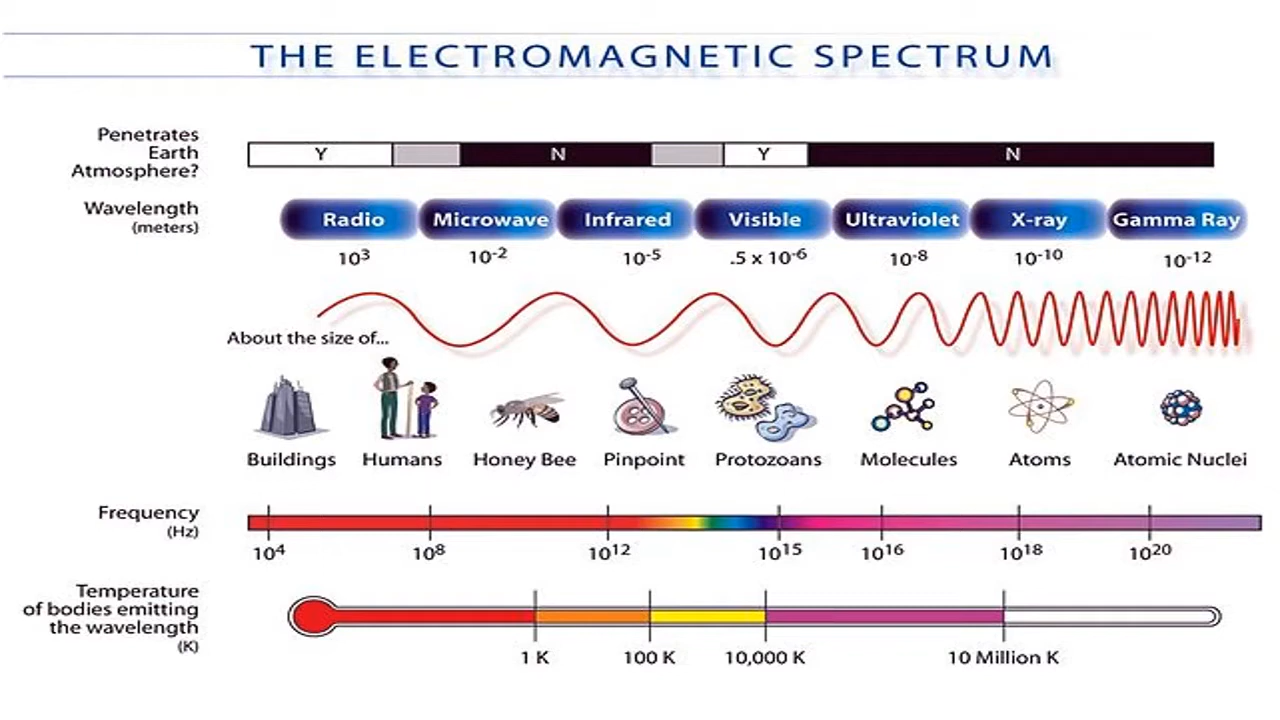 THE ELECTROMAGNETIC SPECTRUM
Penetrates
Earth
Atmosphere?
Y N Y N
Wavelength
(meters)
Radio Microwave Infrared Visible Ultraviolet X-ray Gamma Ray
10³ 10⁻² 10⁻⁵ .5 x 10⁻⁶ 10⁻⁸ 10⁻¹⁰ 10⁻¹²
About the size of...
Buildings Humans Honey Bee Pinpoint Protozoans Molecules Atoms Atomic Nuclei
Frequency
(Hz)
10⁴ 10⁸ 10¹² 10¹⁵ 10¹⁶ 10¹⁸ 10²⁰
Temperature
of bodies emitting
the wavelength
(K)
1 K 100 K 10,000 K 10 Million K